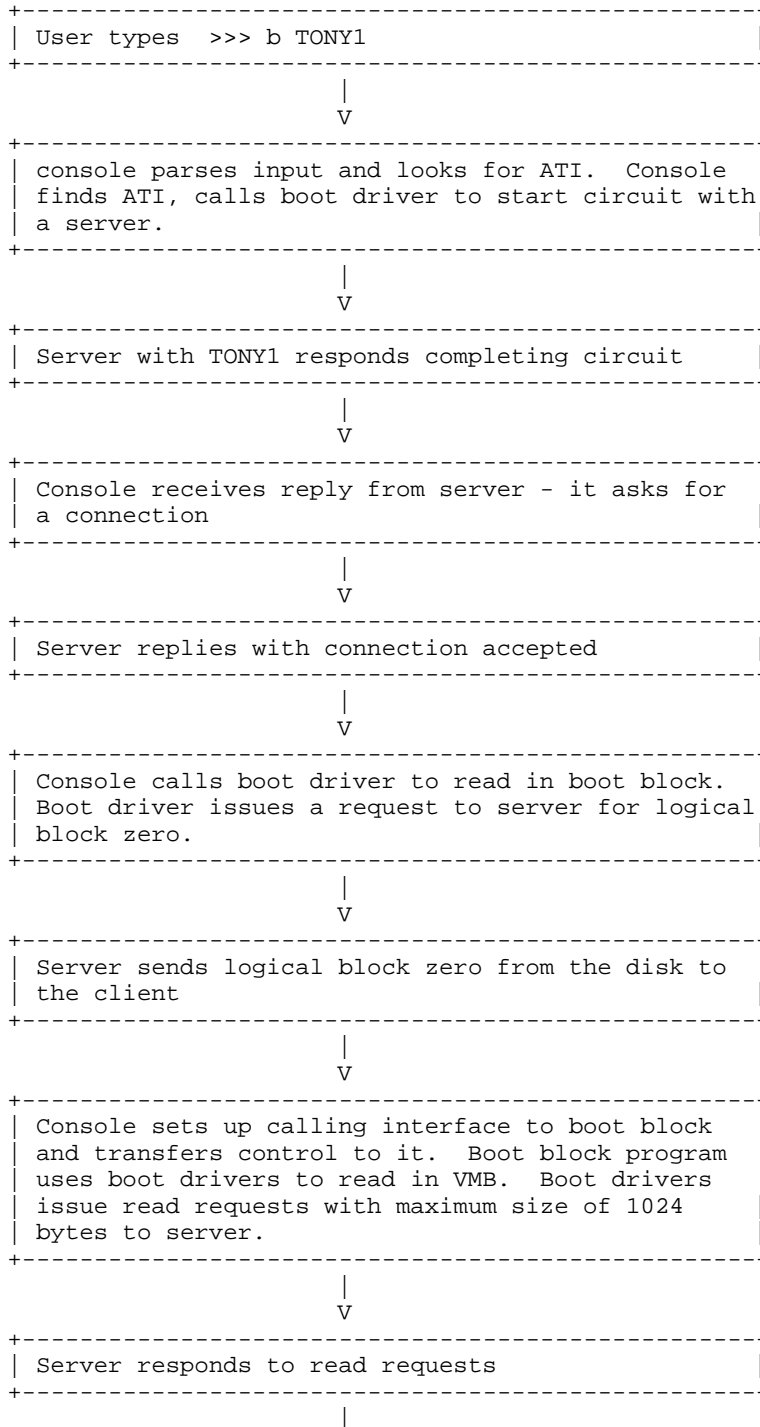 User types >>> b TONY1
console parses input and looks for ATI. Console
finds ATI, calls boot driver to start circuit with
a server.
Server with TONY1 responds completing circuit
Console receives reply from server - it asks for
a connection
Server replies with connection accepted
Console calls boot driver to read in boot block.
Boot driver issues a request to server for logical
block zero.
Server sends logical block zero from the disk to
the client
Console sets up calling interface to boot block
and transfers control to it. Boot block program
uses boot drivers to read in VMB. Boot drivers
issue read requests with maximum size of 1024
bytes to server.
Server responds to read requests